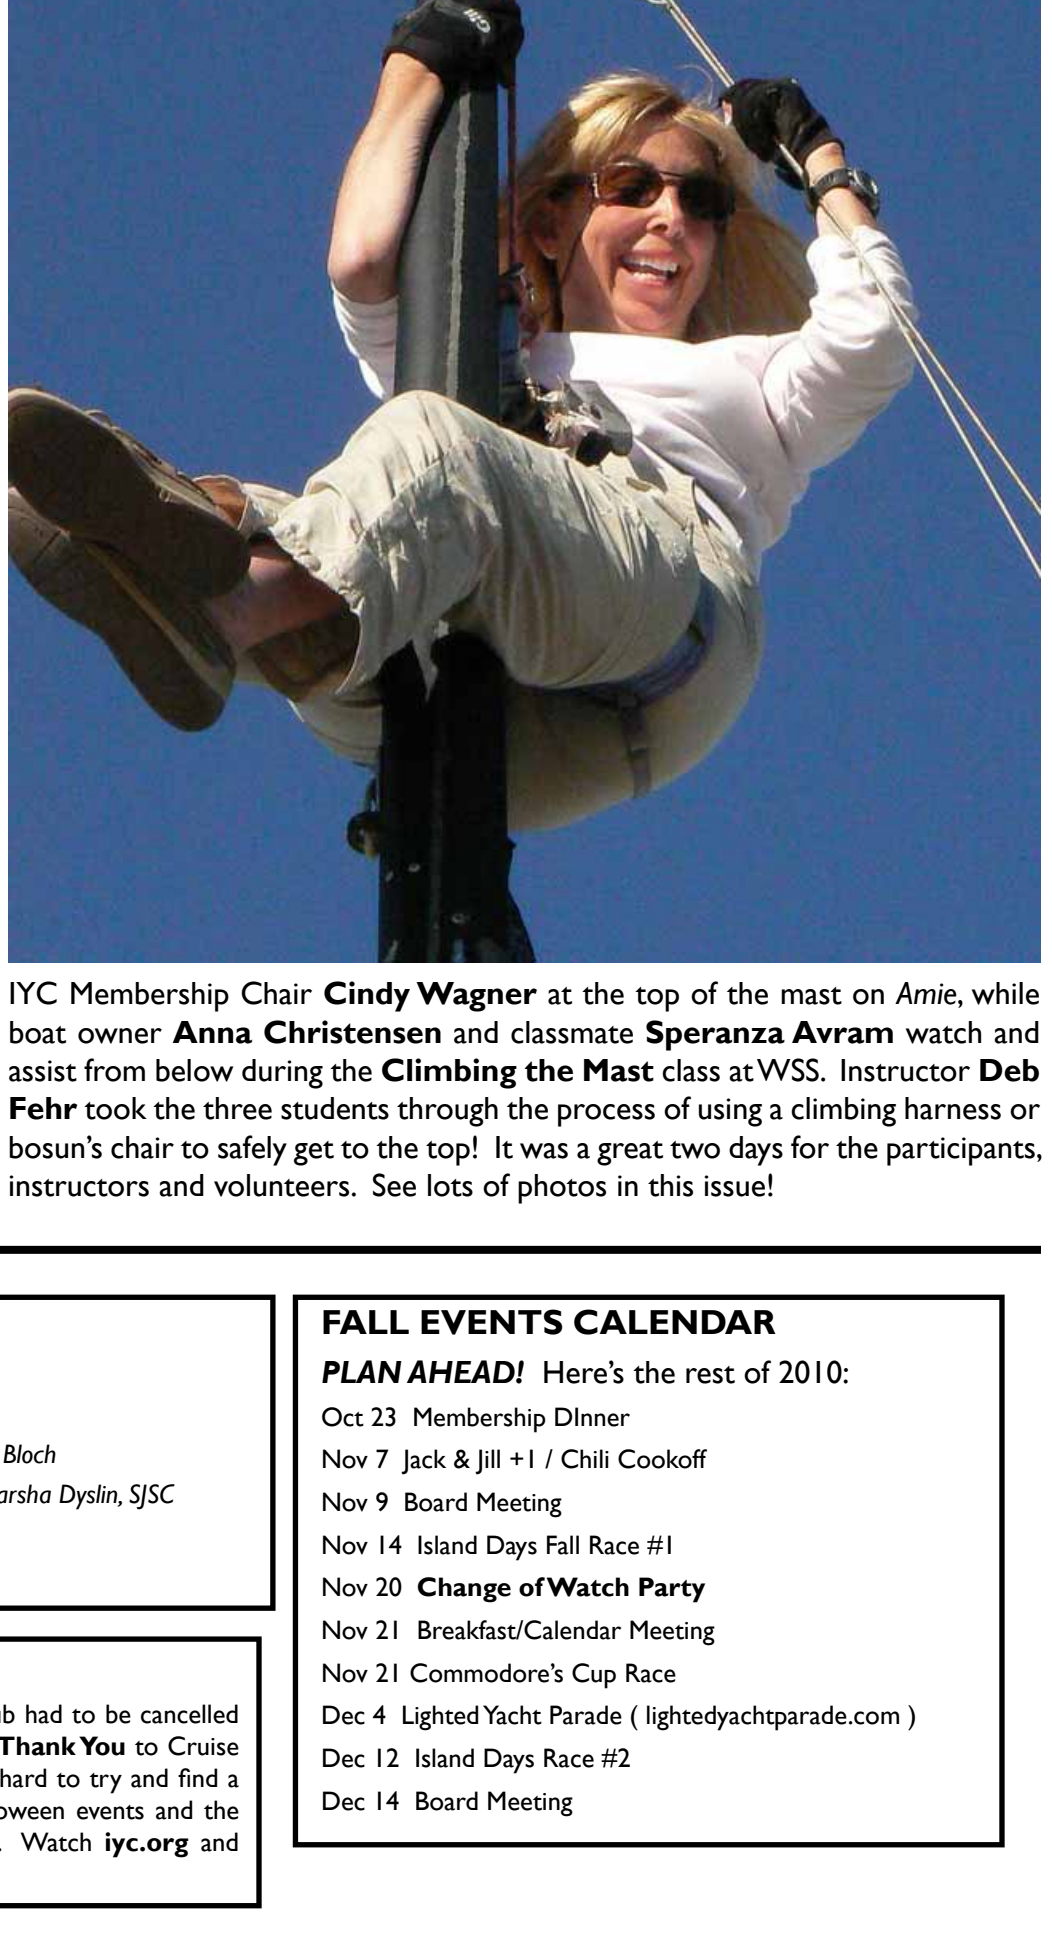 Gill
IYC Membership Chair Cindy Wagner at the top of the mast on Amie, while
boat owner Anna Christensen and classmate Speranza Avram watch and
assist from below during the Climbing the Mast class at WSS.  Instructor Deb
Fehr took the three students through the process of using a climbing harness or
bosun's chair to safely get to the top!  It was a great two days for the participants,
instructors and volunteers.  See lots of photos in this issue!
Bloch
arsha Dyslin, SJSC
ub had to be cancelled
Thank You to Cruise
hard to try and find a
oween events and the
.  Watch iyc.org and
FALL EVENTS CALENDAR
PLAN AHEAD!  Here's the rest of 2010:
Oct 23  Membership DInner
Nov 7  Jack & Jill +1 / Chili Cookoff
Nov 9  Board Meeting
Nov 14  Island Days Fall Race #1
Nov 20  Change of Watch Party
Nov 21  Breakfast/Calendar Meeting
Nov 21 Commodore's Cup Race
Dec 4  Lighted Yacht Parade ( lightedyachtparade.com )
Dec 12  Island Days Race #2
Dec 14  Board Meeting